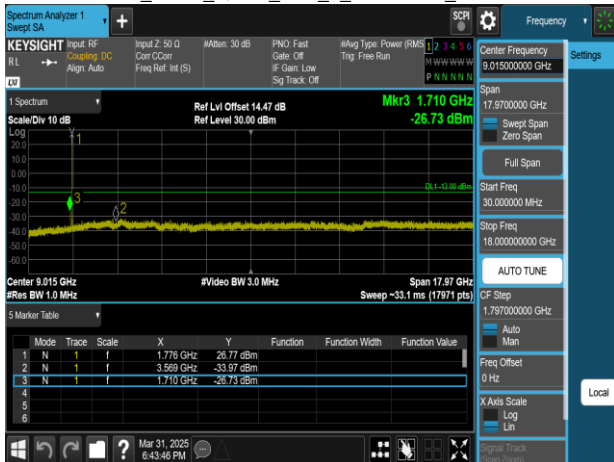 Spectrum Analyzer 1
Swept SA
+
SCPI
Frequency
KEYSIGHT
RL
LXI
Input: RF
Coupling: DC
Align: Auto
Input Z: 50 Ω
Corr CCorr
Freq Ref: Int (S)
#Atten: 30 dB
PNO: Fast
Gate: Off
IF Gain: Low
Sig Track: Off
#Avg Type: Power (RMS
Trig: Free Run
1 2 3 4 5 6
M W W W W W
P N N N N N
1 Spectrum
Scale/Div 10 dB
Ref Lvl Offset 14.47 dB
Ref Level 30.00 dBm
Mkr3 1.710 GHz
-26.73 dBm
Log
20.0
10.0
0.00
-10.0
-20.0
-30.0
-40.0
-50.0
-60.0
1
2
3
DL1 -13.00 dBm
Center 9.015 GHz
#Res BW 1.0 MHz
#Video BW 3.0 MHz
Span 17.97 GHz
Sweep ~33.1 ms (17971 pts)
5 Marker Table
Mode Trace Scale X Y Function Function Width Function Value
1 N 1 f 1.776 GHz 26.77 dBm
2 N 1 f 3.569 GHz -33.97 dBm
3 N 1 f 1.710 GHz -26.73 dBm
4
5
6
?
Mar 31, 2025
6:43:46 PM
Center Frequency
9.015000000 GHz
Span
17.9700000 GHz
Swept Span
Zero Span
Full Span
Start Freq
30.000000 MHz
Stop Freq
18.000000000 GHz
AUTO TUNE
CF Step
1.797000000 GHz
Auto
Man
Freq Offset
0 Hz
X Axis Scale
Log
Lin
Signal Track
(Span Zoom)
Settings
Local